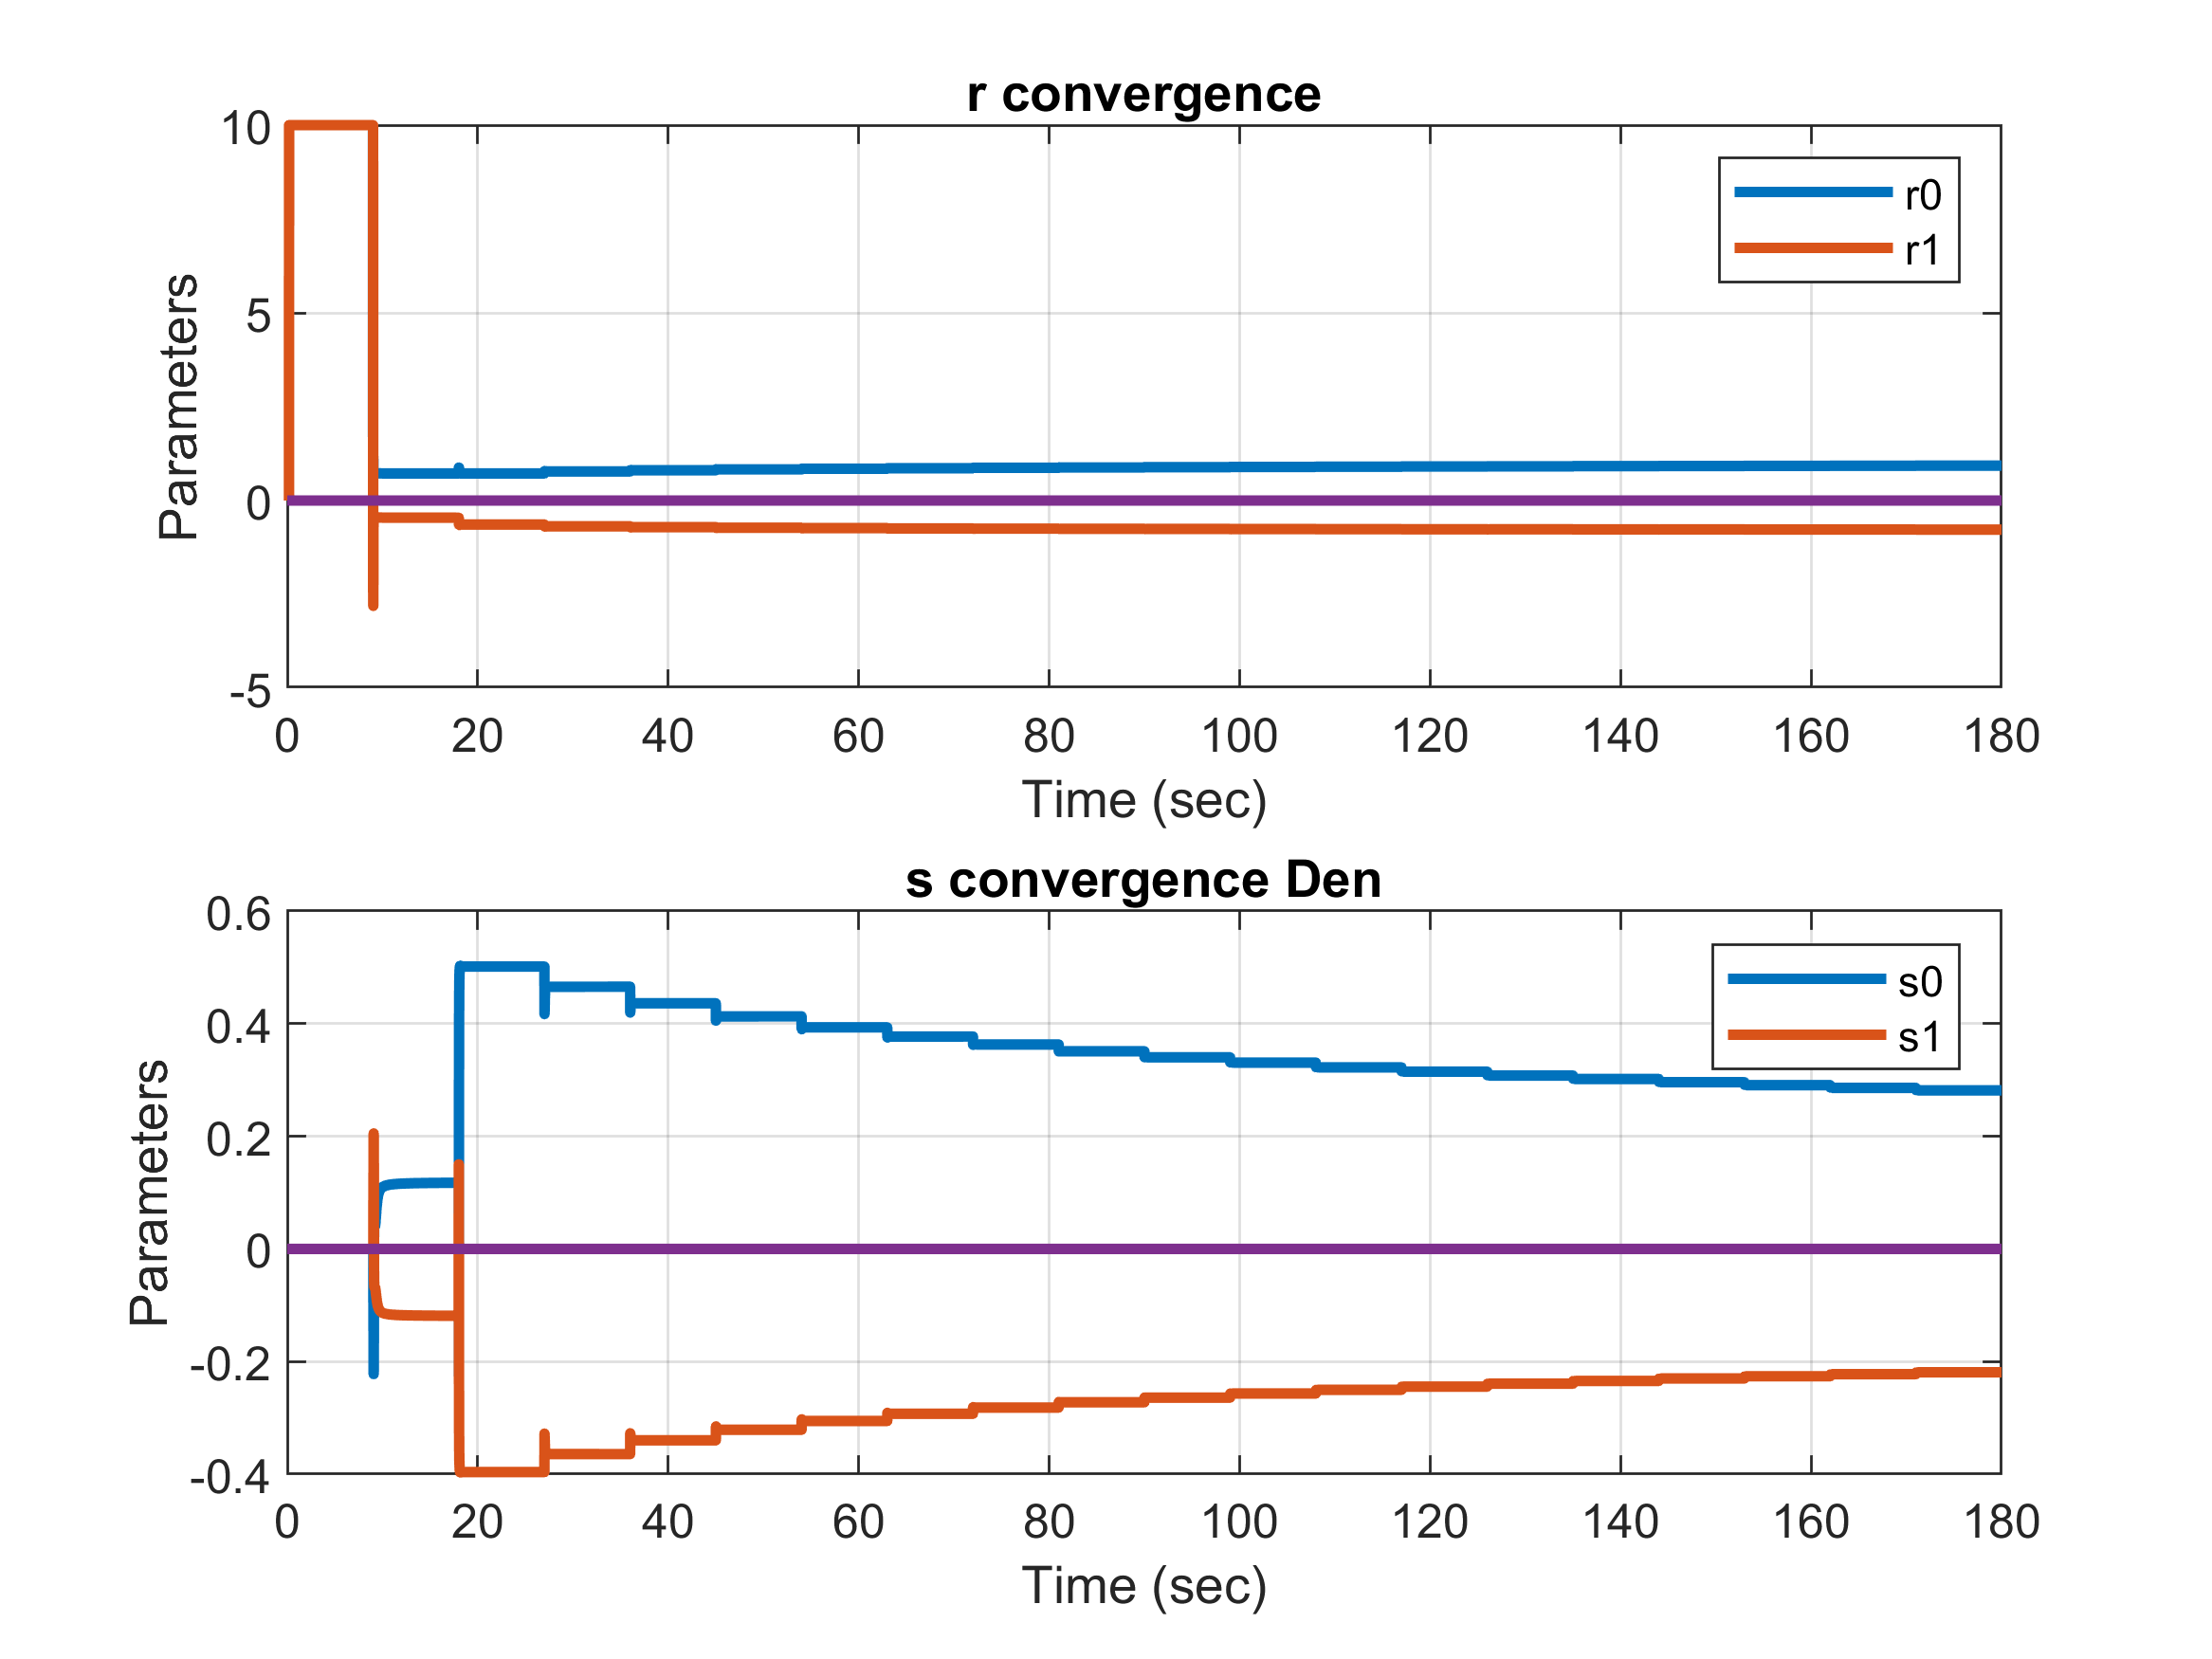 r convergence
10
5
0
-5
Parameters
r0
r1
0 20 40 60 80 100 120 140 160 180
Time (sec)
s convergence Den
0.6
0.4
0.2
0
-0.2
-0.4
Parameters
s0
s1
0 20 40 60 80 100 120 140 160 180
Time (sec)